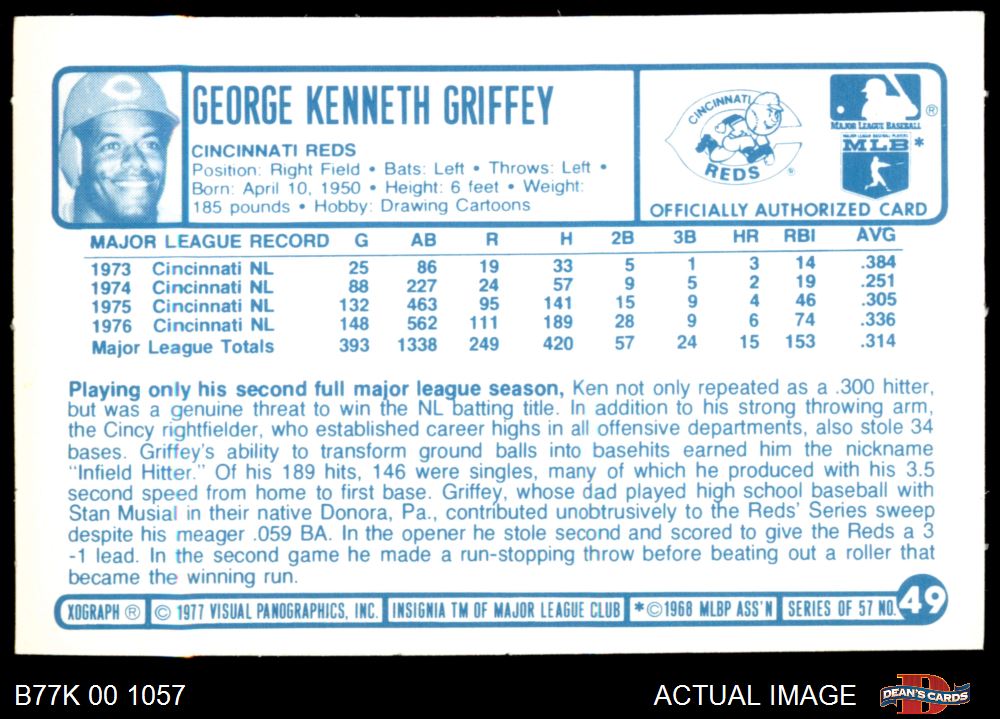 GEORGE KENNETH GRIFFEY
CINCINNATI REDS
Position: Right Field • Bats: Left • Throws: Left •
Born: April 10, 1950 • Height: 6 feet • Weight:
185 pounds • Hobby: Drawing Cartoons
CINCINNATI
REDS
®
MAJOR LEAGUE BASEBALL
®
MAJOR LEAGUE BASEBALL PLAYERS
MLB *
OFFICIALLY AUTHORIZED CARD
MAJOR LEAGUE RECORD G AB R H 2B 3B HR RBI AVG
1973 Cincinnati NL 25 86 19 33 5 1 3 14 .384
1974 Cincinnati NL 88 227 24 57 9 5 2 19 .251
1975 Cincinnati NL 132 463 95 141 15 9 4 46 .305
1976 Cincinnati NL 148 562 111 189 28 9 6 74 .336
Major League Totals 393 1338 249 420 57 24 15 153 .314
Playing only his second full major league season, Ken not only repeated as a .300 hitter,
but was a genuine threat to win the NL batting title. In addition to his strong throwing arm,
the Cincy rightfielder, who established career highs in all offensive departments, also stole 34
bases. Griffey's ability to transform ground balls into basehits earned him the nickname
"Infield Hitter." Of his 189 hits, 146 were singles, many of which he produced with his 3.5
second speed from home to first base. Griffey, whose dad played high school baseball with
Stan Musial in their native Donora, Pa., contributed unobtrusively to the Reds' Series sweep
despite his meager .059 BA. In the opener he stole second and scored to give the Reds a 3
-1 lead. In the second game he made a run-stopping throw before beating out a roller that
became the winning run.
XOGRAPH ® © 1977 VISUAL PANOGRAPHICS, INC. INSIGNIA TM OF MAJOR LEAGUE CLUB *©1968 MLBP ASS'N SERIES OF 57 NO. 49
B77K 00 1057 ACTUAL IMAGE DEAN'S CARDS